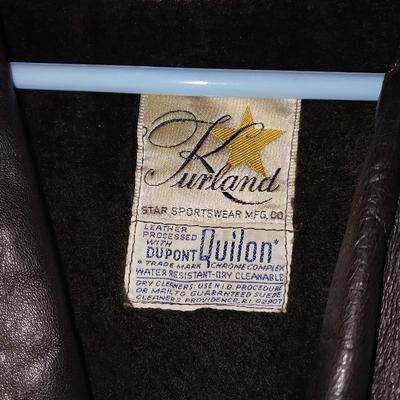 Kurland
STAR SPORTSWEAR MFG. CO.
LEATHER
PROCESSED
WITH
DUPONT Quilon*
*TRADE MARK CHROME COMPLEX
WATER RESISTANT-DRY CLEANABLE
DRY CLEANERS: USE N.I.D. PROCEDURE
OR MAIL TO GUARANTEED SUEDE
CLEANERS PROVIDENCE, R.I. 02907